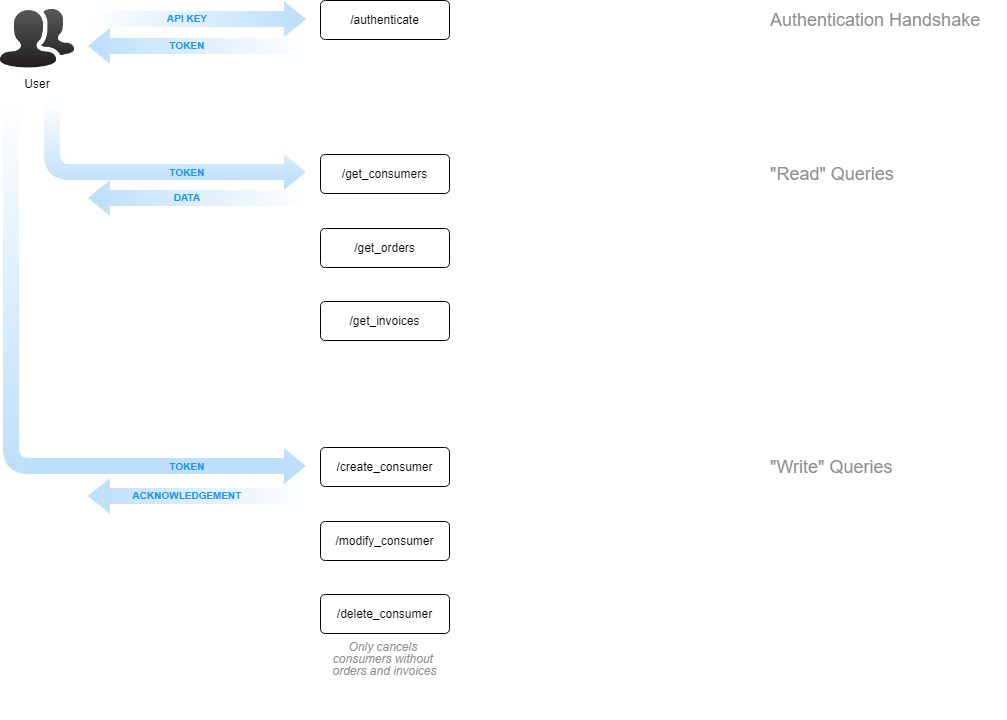 API KEY
/authenticate
Authentication Handshake
TOKEN
User
TOKEN
/get_consumers
"Read" Queries
DATA
/get_orders
/get_invoices
TOKEN
/create_consumer
"Write" Queries
ACKNOWLEDGEMENT
/modify_consumer
/delete_consumer
Only cancels
consumers without
orders and invoices